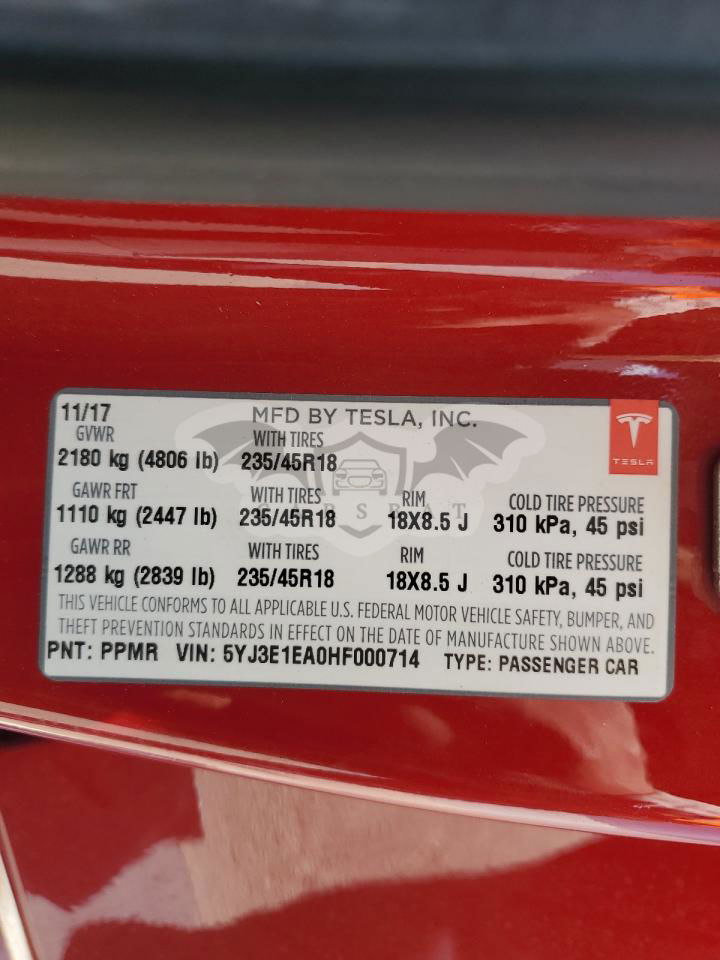 11/17 MFD BY TESLA, INC.
GVWR WITH TIRES
2180 kg (4806 lb) 235/45R18
TESLA
GAWR FRT WITH TIRES RIM COLD TIRE PRESSURE
1110 kg (2447 lb) 235/45R18 18X8.5 J 310 kPa, 45 psi
GAWR RR WITH TIRES RIM COLD TIRE PRESSURE
1288 kg (2839 lb) 235/45R18 18X8.5 J 310 kPa, 45 psi
THIS VEHICLE CONFORMS TO ALL APPLICABLE U.S. FEDERAL MOTOR VEHICLE SAFETY, BUMPER, AND
THEFT PREVENTION STANDARDS IN EFFECT ON THE DATE OF MANUFACTURE SHOWN ABOVE.
PNT: PPMR VIN: 5YJ3E1EA0HF000714 TYPE: PASSENGER CAR